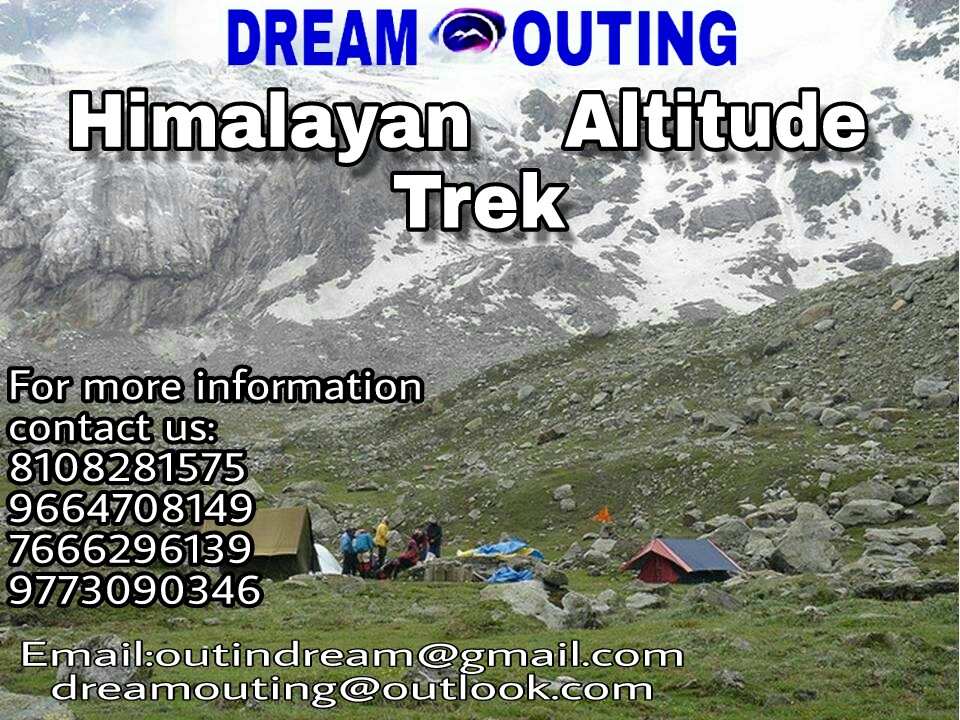 DREAM OUTING
Himalayan Altitude
Trek
For more information
contact us:
8108281575
9664708149
7666296139
9773090346
Email:outindream@gmail.com
dreamouting@outlook.com